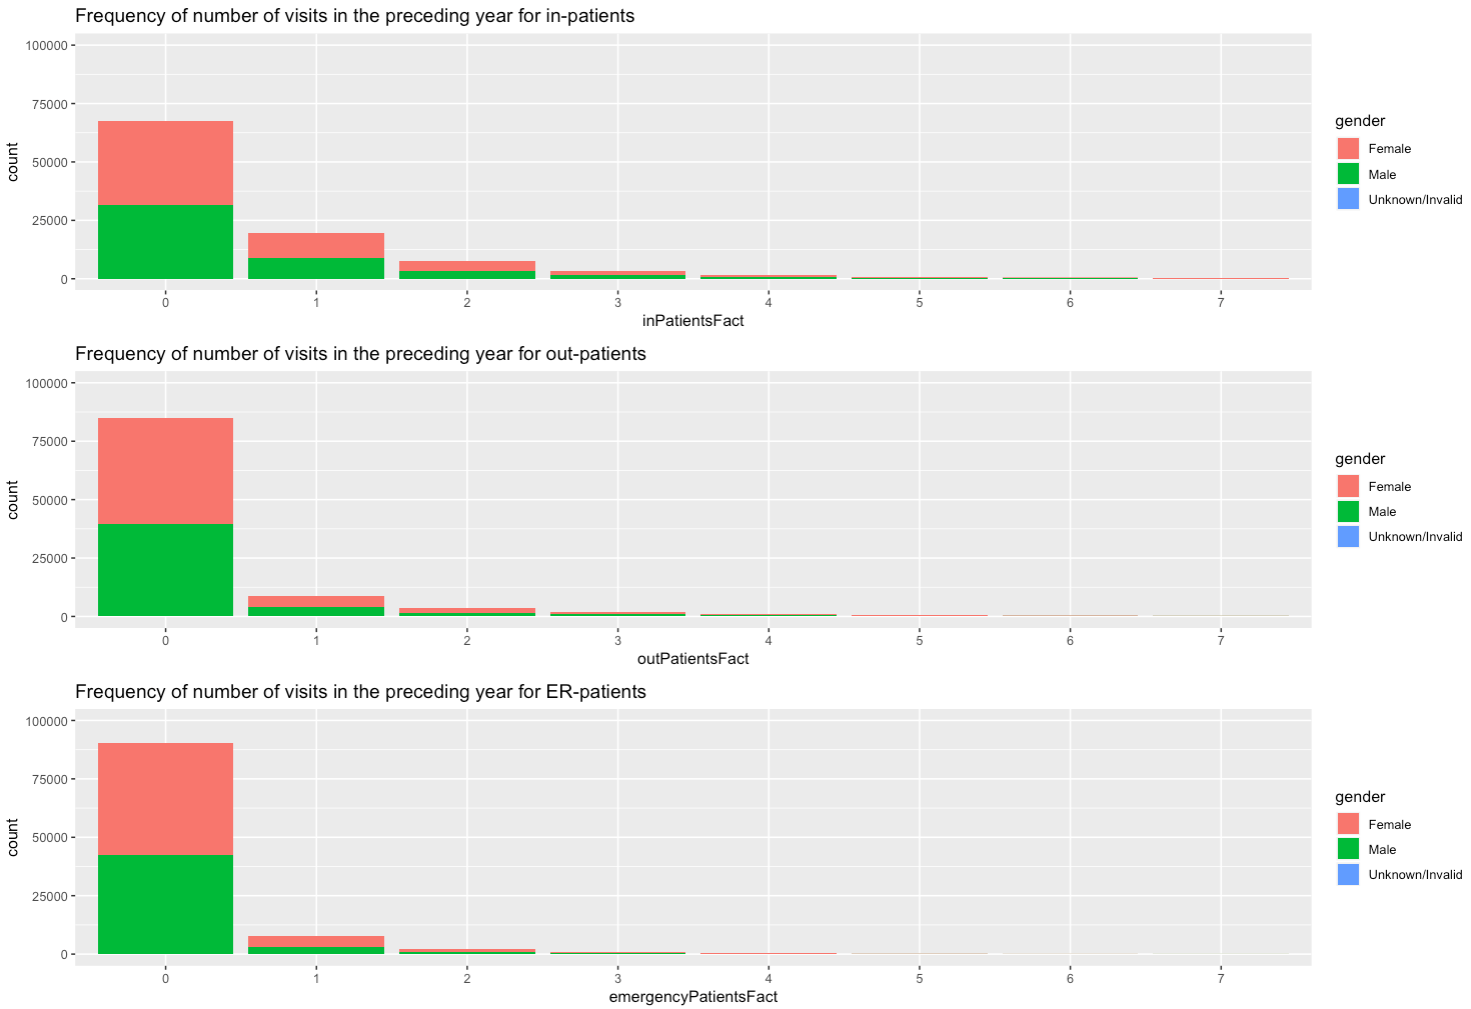 Frequency of number of visits in the preceding year for in-patients
100000
75000
50000
25000
0
count
0 1 2 3 4 5 6 7
inPatientsFact
gender
Female
Male
Unknown/Invalid
Frequency of number of visits in the preceding year for out-patients
100000
75000
50000
25000
0
count
0 1 2 3 4 5 6 7
outPatientsFact
gender
Female
Male
Unknown/Invalid
Frequency of number of visits in the preceding year for ER-patients
100000
75000
50000
25000
0
count
0 1 2 3 4 5 6 7
emergencyPatientsFact
gender
Female
Male
Unknown/Invalid